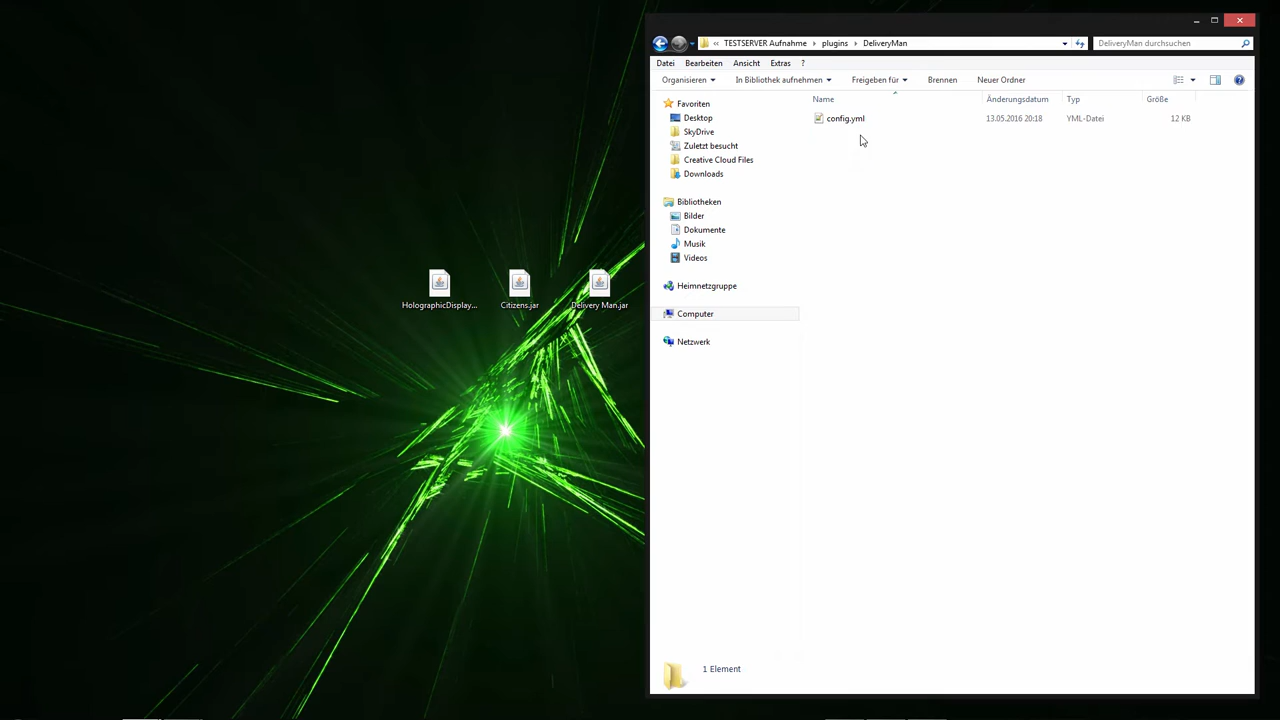 « TESTSERVER Aufnahme plugins DeliveryMan
DeliveryMan durchsuchen
Datei Bearbeiten Ansicht Extras ?
Organisieren In Bibliothek aufnehmen Freigeben für Brennen Neuer Ordner
Favoriten
Desktop
SkyDrive
Zuletzt besucht
Creative Cloud Files
Downloads
Bibliotheken
Bilder
Dokumente
Musik
Videos
Heimnetzgruppe
Computer
Netzwerk
Name Änderungsdatum Typ Größe
config.yml 13.05.2016 20:18 YML-Datei 12 KB
HolographicDisplay... Citizens.jar Delivery Man.jar
1 Element